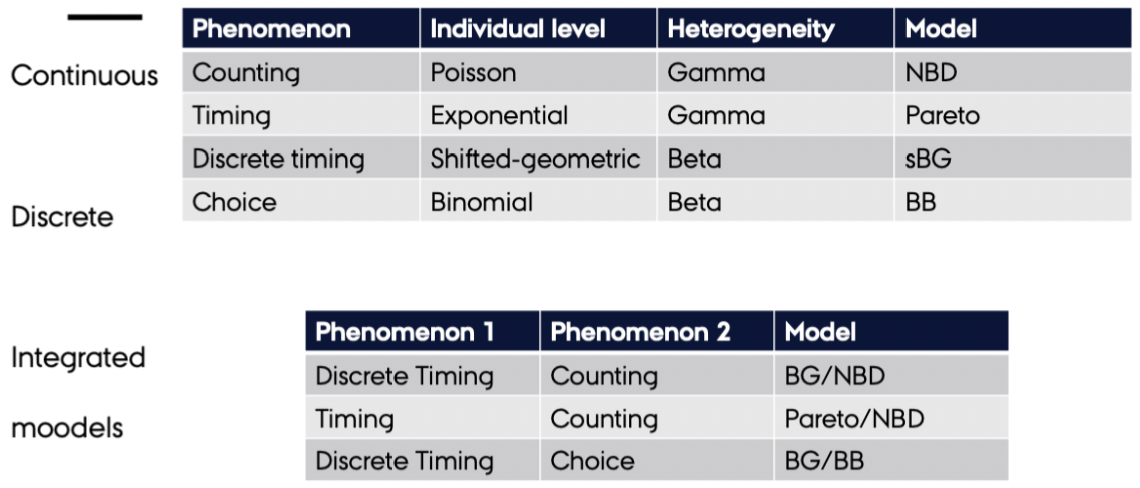 Phenomenon Individual level Heterogeneity Model
Continuous Counting Poisson Gamma NBD
Timing Exponential Gamma Pareto
Discrete timing Shifted-geometric Beta sBG
Discrete Choice Binomial Beta BB
Phenomenon 1 Phenomenon 2 Model
Integrated Discrete Timing Counting BG/NBD
moodels Timing Counting Pareto/NBD
Discrete Timing Choice BG/BB